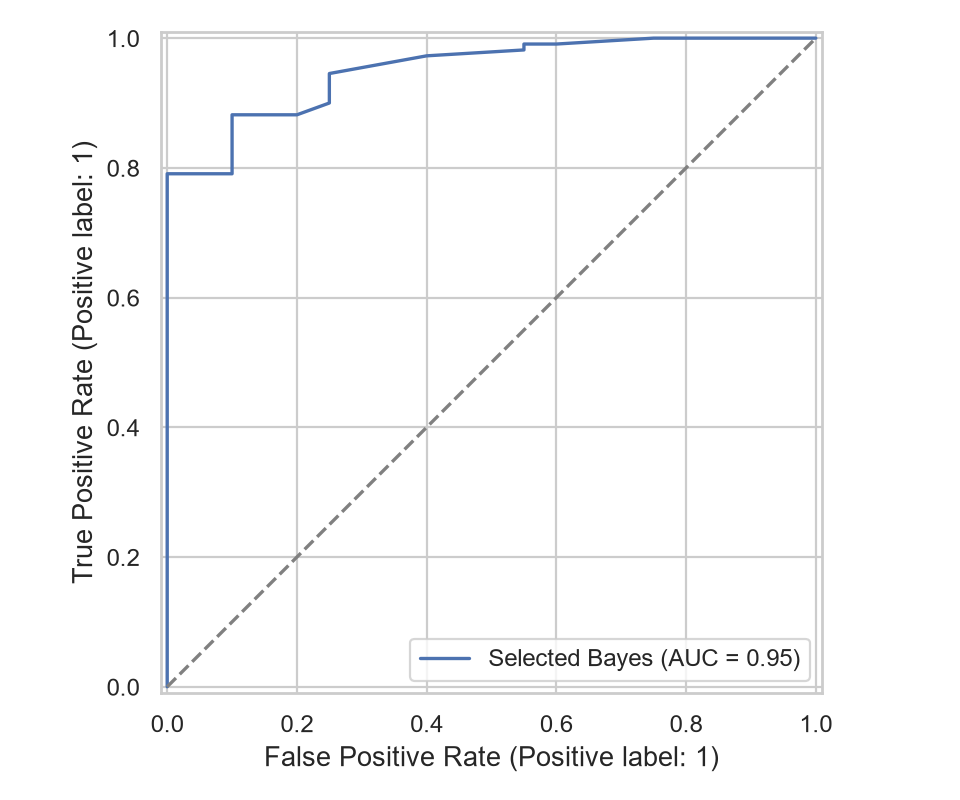 True Positive Rate (Positive label: 1)
1.0
0.8
0.6
0.4
0.2
0.0
Selected Bayes (AUC = 0.95)
0.0 0.2 0.4 0.6 0.8 1.0
False Positive Rate (Positive label: 1)